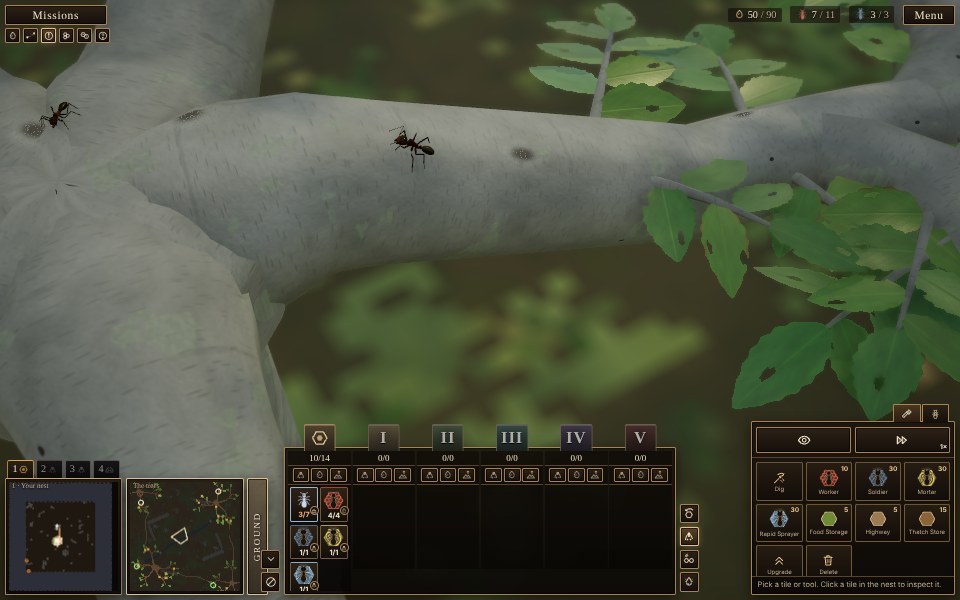 Missions
50 / 90
7 / 11
3 / 3
Menu
1
2
3
4
1 - Your nest
The tree
GROUND
I
II
III
IV
V
10/14
0/0
0/0
0/0
0/0
0/0
3/7
4/4
1/1
1/1
1/1
1x
Dig
10
Worker
30
Soldier
30
Mortar
30
Rapid Sprayer
5
Food Storage
5
Highway
15
Thatch Store
Upgrade
Delete
Pick a tile or tool. Click a tile in the nest to inspect it.